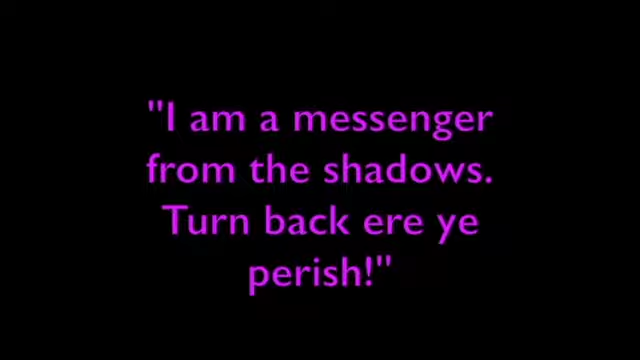 "I am a messenger
from the shadows.
Turn back ere ye
perish!"